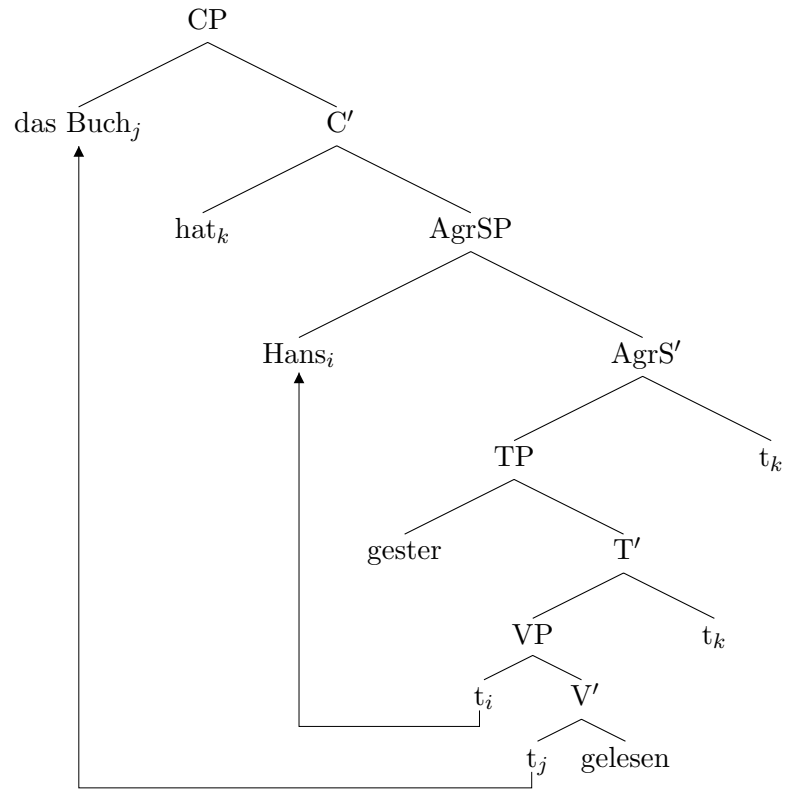 CP
das Buchⱼ C′
hatₖ AgrSP
Hansᵢ AgrS′
TP tₖ
gester T′
VP tₖ
tᵢ V′
tⱼ gelesen